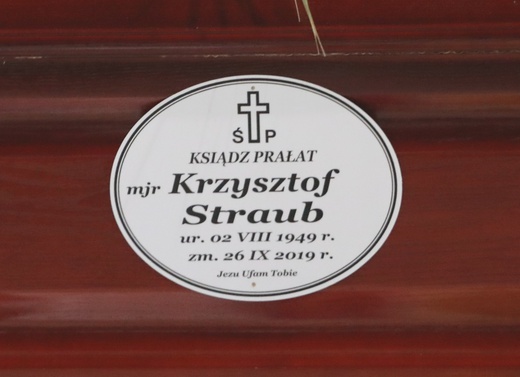 Ś P
KSIĄDZ PRAŁAT
mjr Krzysztof
Straub
ur. 02 VIII 1949 r.
zm. 26 IX 2019 r.
Jezu Ufam Tobie